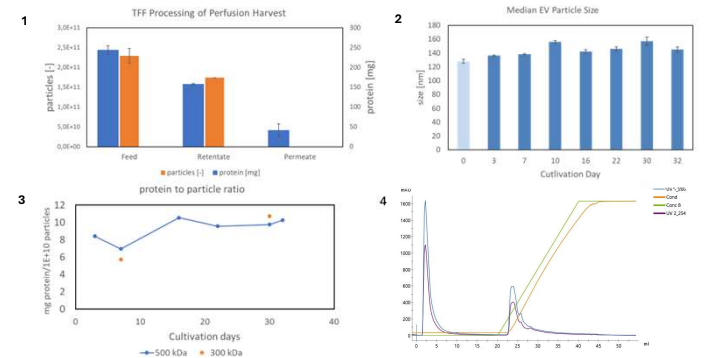 1
TFF Processing of Perfusion Harvest
3,0E+11
2,5E+11
2,0E+11
1,5E+11
1,0E+11
5,0E+10
0,0E+00
particles [-]
300
250
200
150
100
50
0
protein [mg]
Feed Retentate Permeate
particles [-] protein [mg]
2
Median EV Particle Size
180
160
140
120
100
80
60
40
20
0
size [nm]
0 3 7 10 16 22 30 32
Cutlivation Day
3
protein to particle ratio
12
10
8
6
4
2
0
mg protein/1E+10 particles
0 10 20 30 40
Cultivation days
500 kDa 300 kDa
4
mAU
1600
1400
1200
1000
800
600
400
200
0
0 5 10 15 20 25 30 35 40 45 50 ml
Cond
Conc B
UV 2_254